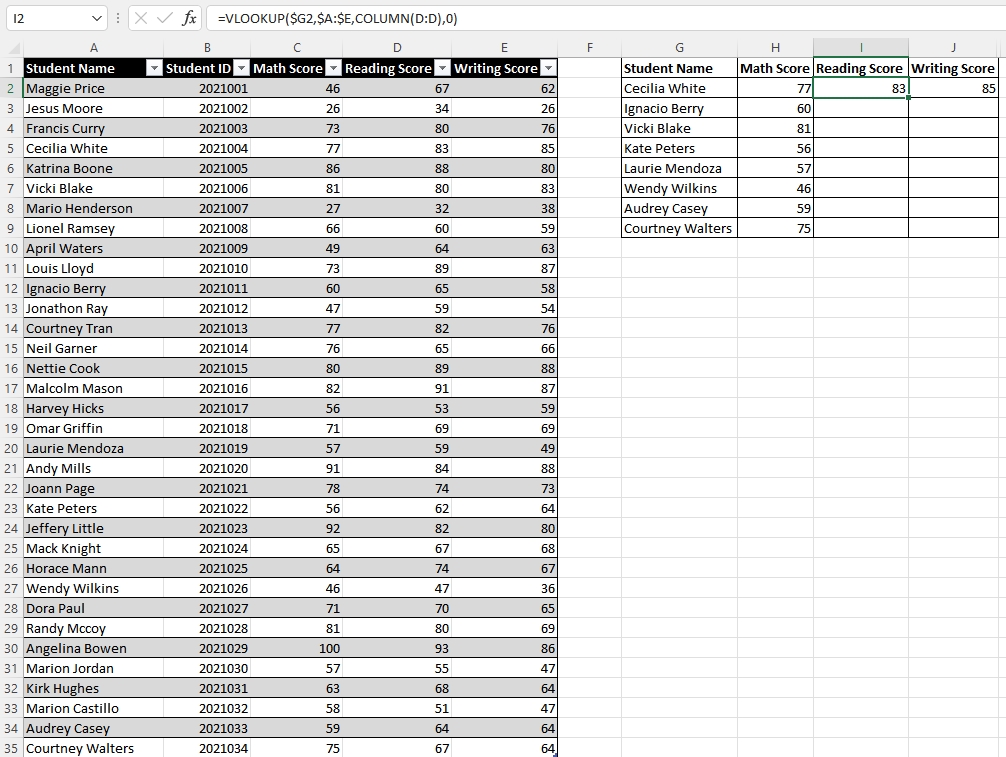 I2 fx =VLOOKUP($G2,$A:$E,COLUMN(D:D),0)
A B C D E F G H I J
1 Student Name Student ID Math Score Reading Score Writing Score Student Name Math Score Reading Score Writing Score
2 Maggie Price 2021001 46 67 62 Cecilia White 77 83 85
3 Jesus Moore 2021002 26 34 26 Ignacio Berry 60
4 Francis Curry 2021003 73 80 76 Vicki Blake 81
5 Cecilia White 2021004 77 83 85 Kate Peters 56
6 Katrina Boone 2021005 86 88 80 Laurie Mendoza 57
7 Vicki Blake 2021006 81 80 83 Wendy Wilkins 46
8 Mario Henderson 2021007 27 32 38 Audrey Casey 59
9 Lionel Ramsey 2021008 66 60 59 Courtney Walters 75
10 April Waters 2021009 49 64 63
11 Louis Lloyd 2021010 73 89 87
12 Ignacio Berry 2021011 60 65 58
13 Jonathon Ray 2021012 47 59 54
14 Courtney Tran 2021013 77 82 76
15 Neil Garner 2021014 76 65 66
16 Nettie Cook 2021015 80 89 88
17 Malcolm Mason 2021016 82 91 87
18 Harvey Hicks 2021017 56 53 59
19 Omar Griffin 2021018 71 69 69
20 Laurie Mendoza 2021019 57 59 49
21 Andy Mills 2021020 91 84 88
22 Joann Page 2021021 78 74 73
23 Kate Peters 2021022 56 62 64
24 Jeffery Little 2021023 92 82 80
25 Mack Knight 2021024 65 67 68
26 Horace Mann 2021025 64 74 67
27 Wendy Wilkins 2021026 46 47 36
28 Dora Paul 2021027 71 70 65
29 Randy Mccoy 2021028 81 80 69
30 Angelina Bowen 2021029 100 93 86
31 Marion Jordan 2021030 57 55 47
32 Kirk Hughes 2021031 63 68 64
33 Marion Castillo 2021032 58 51 47
34 Audrey Casey 2021033 59 64 64
35 Courtney Walters 2021034 75 67 64